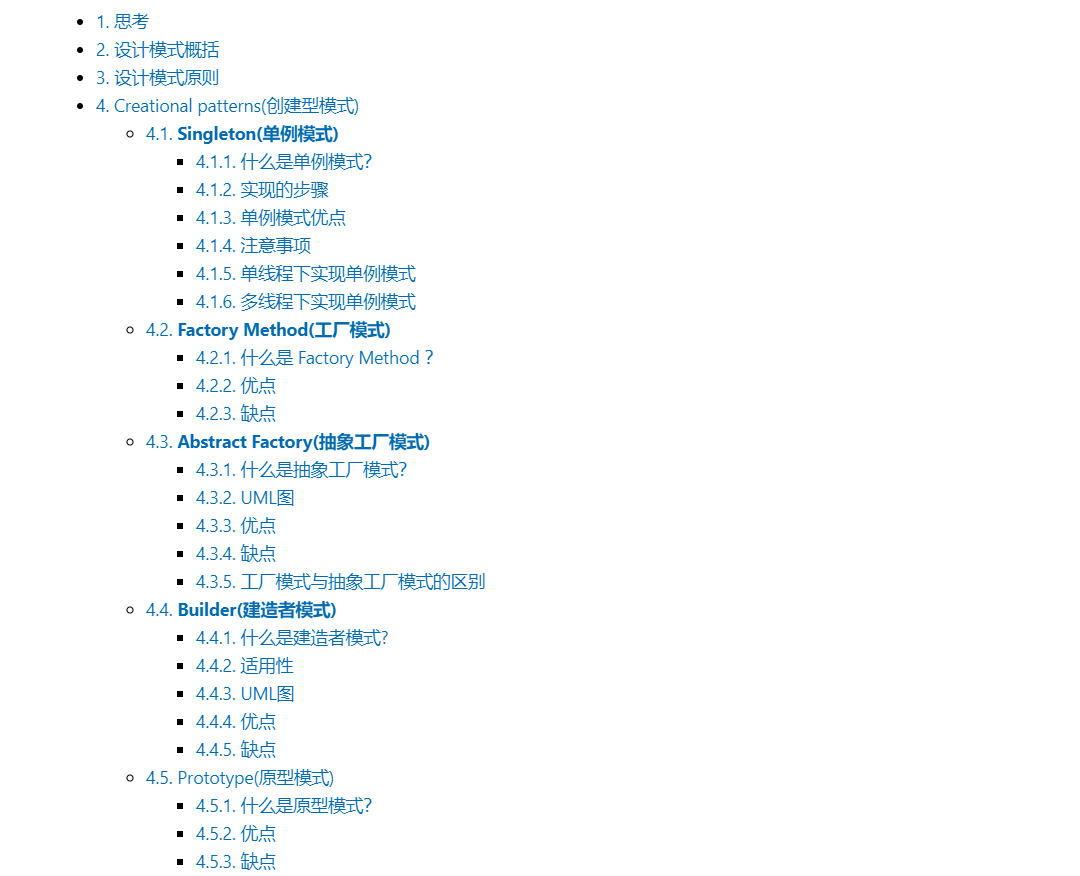 1. 思考
2. 设计模式概括
3. 设计模式原则
4. Creational patterns(创建型模式)
4.1. Singleton(单例模式)
4.1.1. 什么是单例模式？
4.1.2. 实现的步骤
4.1.3. 单例模式优点
4.1.4. 注意事项
4.1.5. 单线程下实现单例模式
4.1.6. 多线程下实现单例模式
4.2. Factory Method(工厂模式)
4.2.1. 什么是 Factory Method ？
4.2.2. 优点
4.2.3. 缺点
4.3. Abstract Factory(抽象工厂模式)
4.3.1. 什么是抽象工厂模式？
4.3.2. UML图
4.3.3. 优点
4.3.4. 缺点
4.3.5. 工厂模式与抽象工厂模式的区别
4.4. Builder(建造者模式)
4.4.1. 什么是建造者模式?
4.4.2. 适用性
4.4.3. UML图
4.4.4. 优点
4.4.5. 缺点
4.5. Prototype(原型模式)
4.5.1. 什么是原型模式？
4.5.2. 优点
4.5.3. 缺点